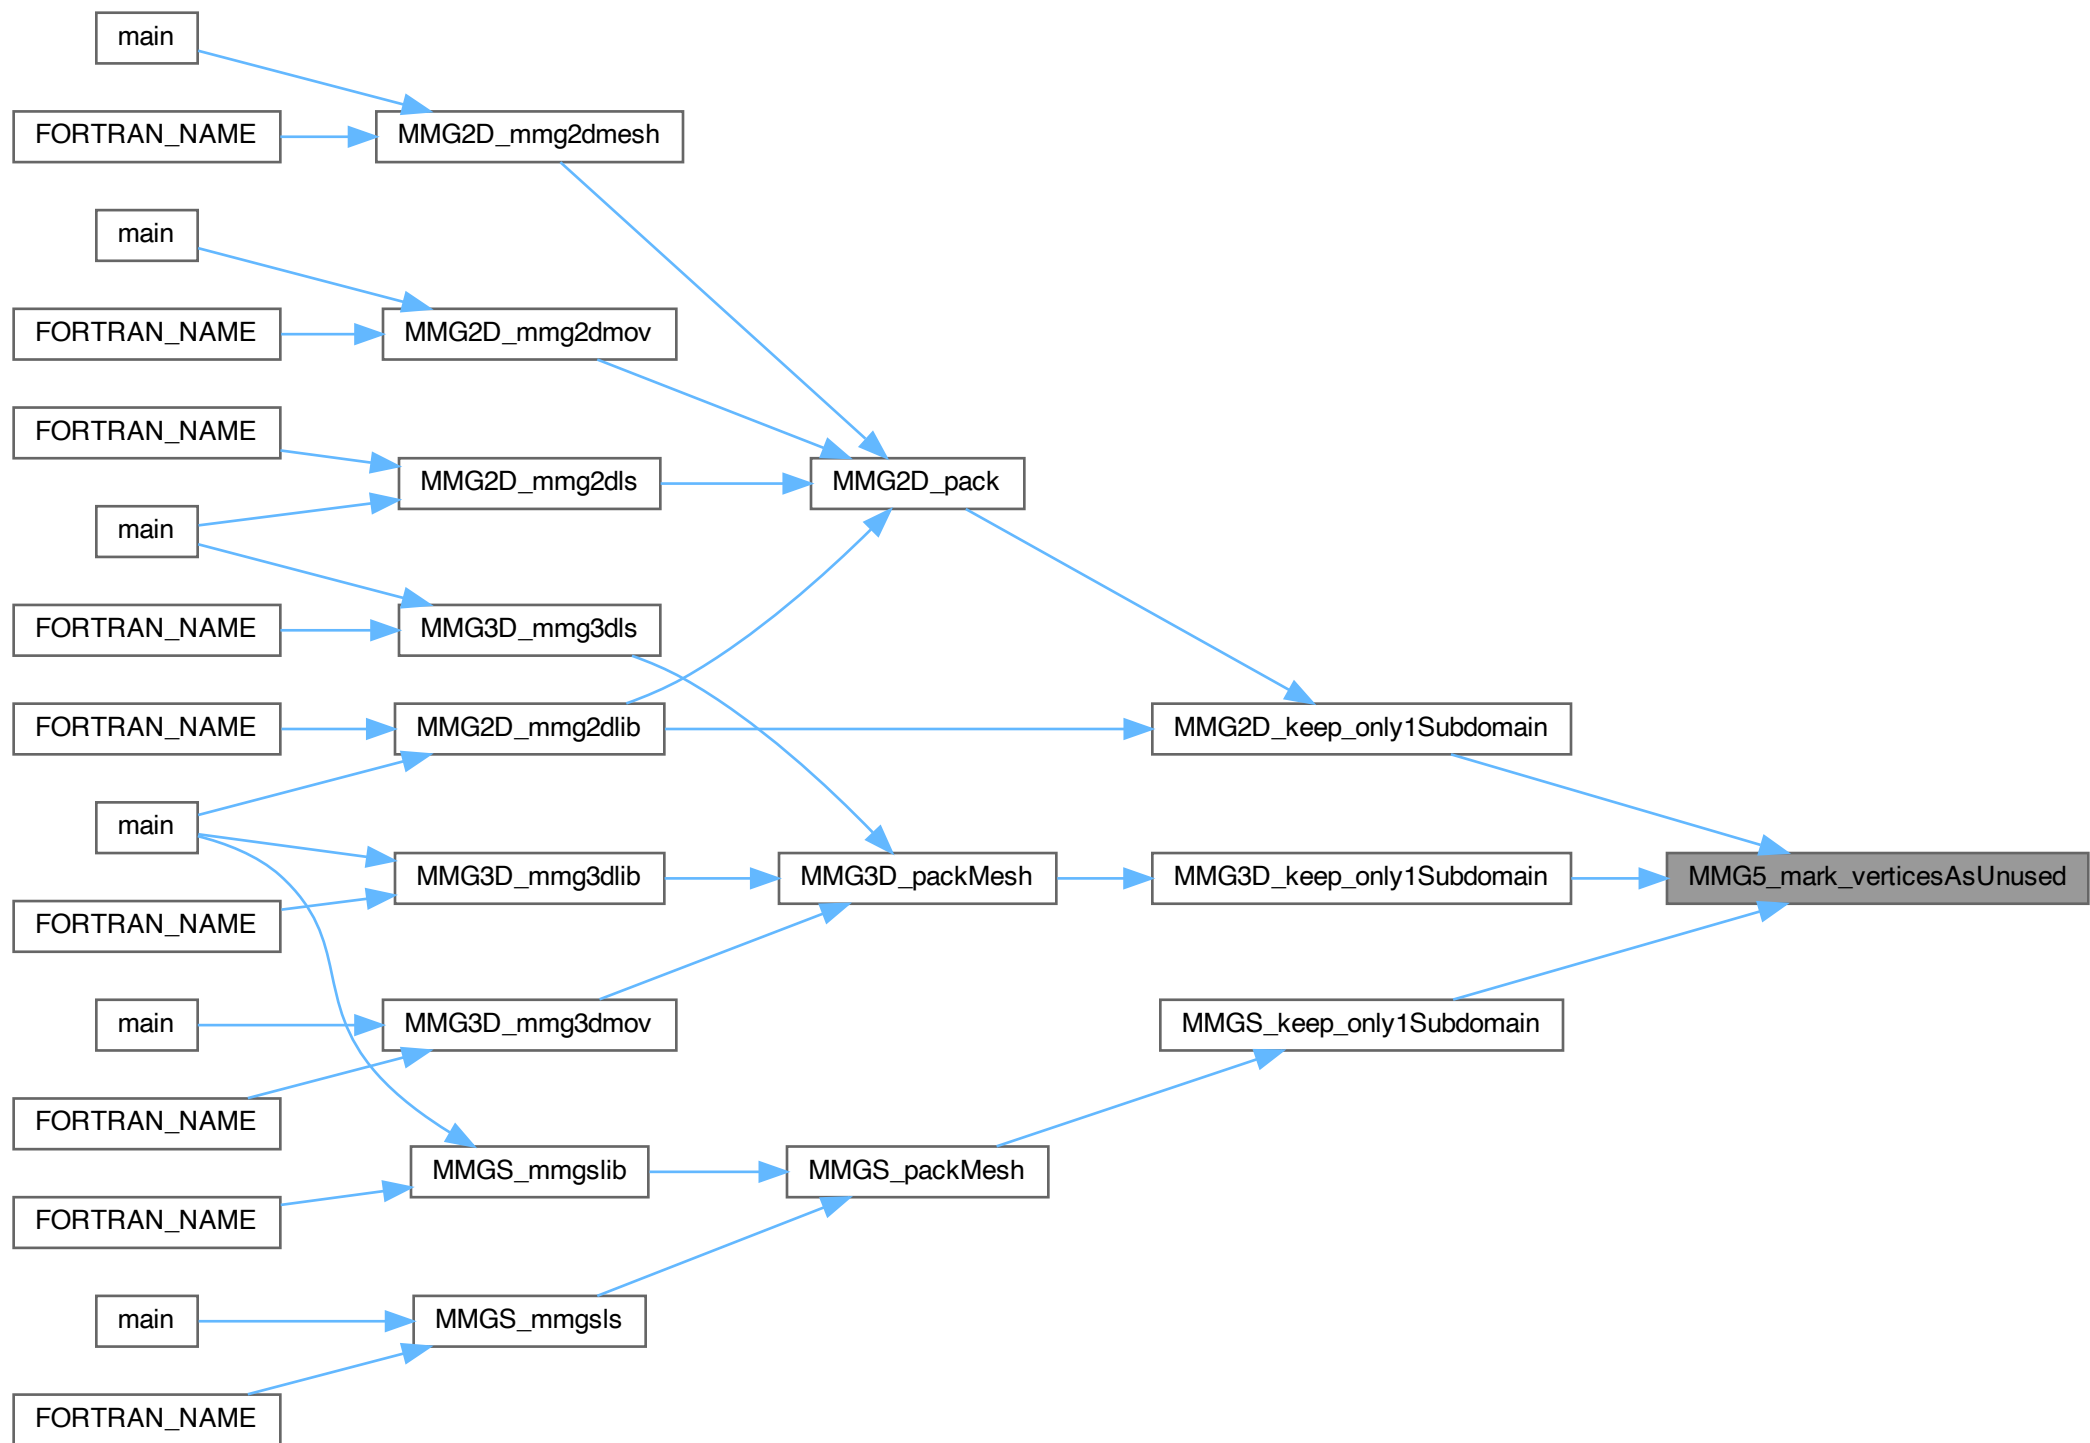 main
FORTRAN_NAME
MMG2D_mmg2dmesh
main
FORTRAN_NAME
MMG2D_mmg2dmov
FORTRAN_NAME
MMG2D_mmg2dls
MMG2D_pack
main
FORTRAN_NAME
MMG3D_mmg3dls
FORTRAN_NAME
MMG2D_mmg2dlib
MMG2D_keep_only1Subdomain
main
MMG3D_mmg3dlib
MMG3D_packMesh
MMG3D_keep_only1Subdomain
MMG5_mark_verticesAsUnused
FORTRAN_NAME
main
MMG3D_mmg3dmov
MMGS_keep_only1Subdomain
FORTRAN_NAME
MMGS_mmgslib
MMGS_packMesh
FORTRAN_NAME
main
MMGS_mmgsls
FORTRAN_NAME